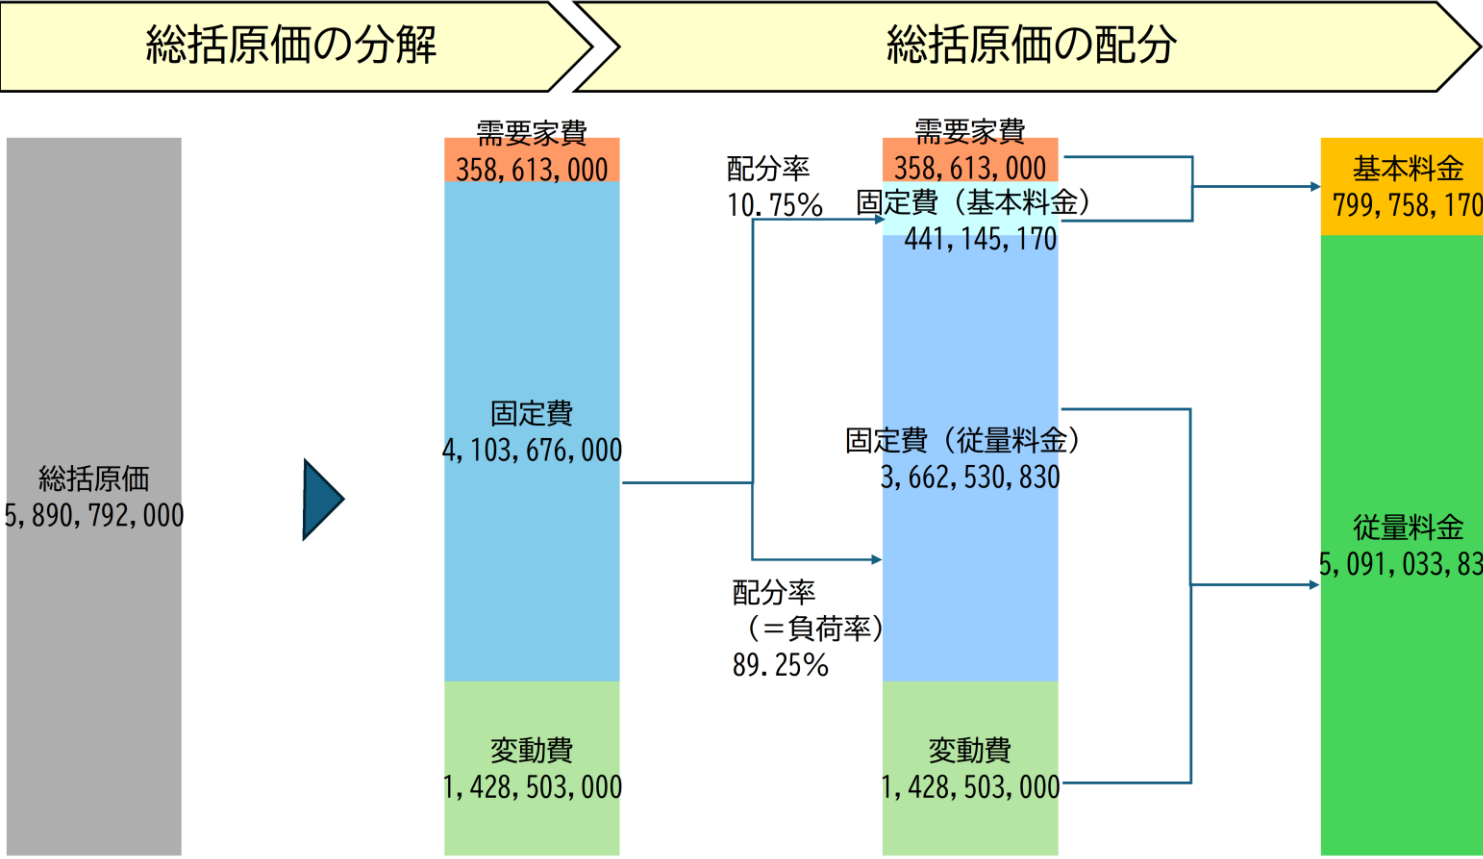 総括原価の分解
総括原価の配分
総括原価
5,890,792,000
需要家費
358,613,000
固定費
4,103,676,000
変動費
1,428,503,000
配分率
10.75%
配分率
（＝負荷率）
89.25%
需要家費
358,613,000
固定費（基本料金）
441,145,170
固定費（従量料金）
3,662,530,830
変動費
1,428,503,000
基本料金
799,758,170
従量料金
5,091,033,83